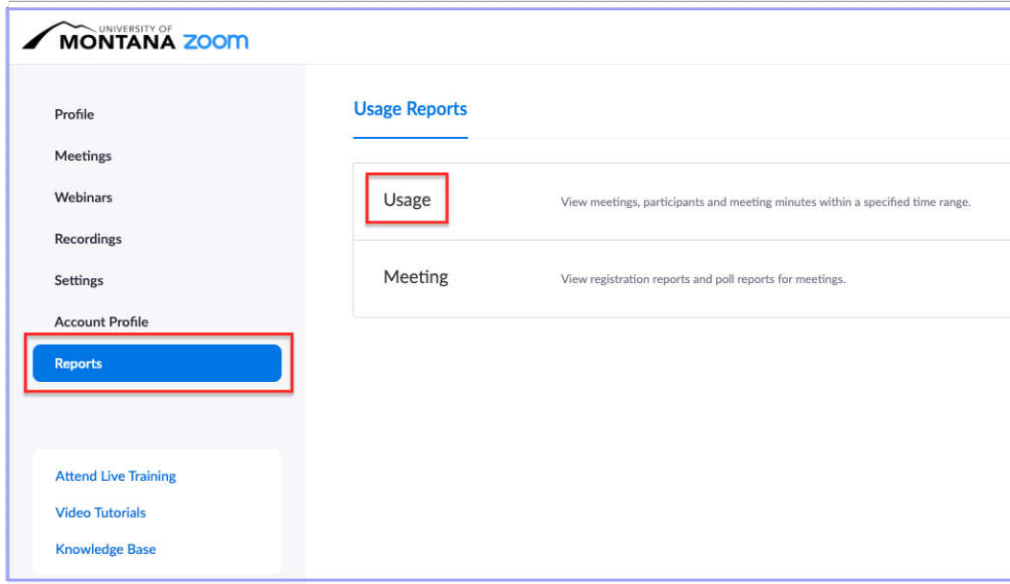 UNIVERSITY OF
MONTANA zoom
Profile
Meetings
Webinars
Recordings
Settings
Account Profile
Reports
Attend Live Training
Video Tutorials
Knowledge Base
Usage Reports
Usage
View meetings, participants and meeting minutes within a specified time range.
Meeting
View registration reports and poll reports for meetings.